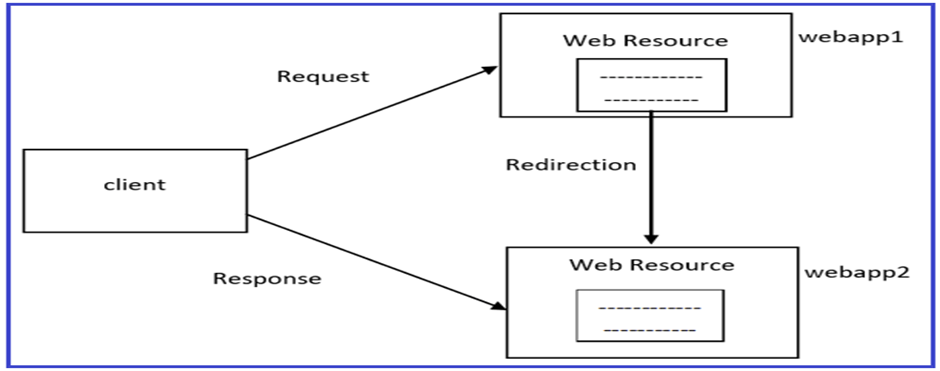 Web Resource
webapp1
------------
-----------
Request
Redirection
client
Response
Web Resource
webapp2
------------
-----------